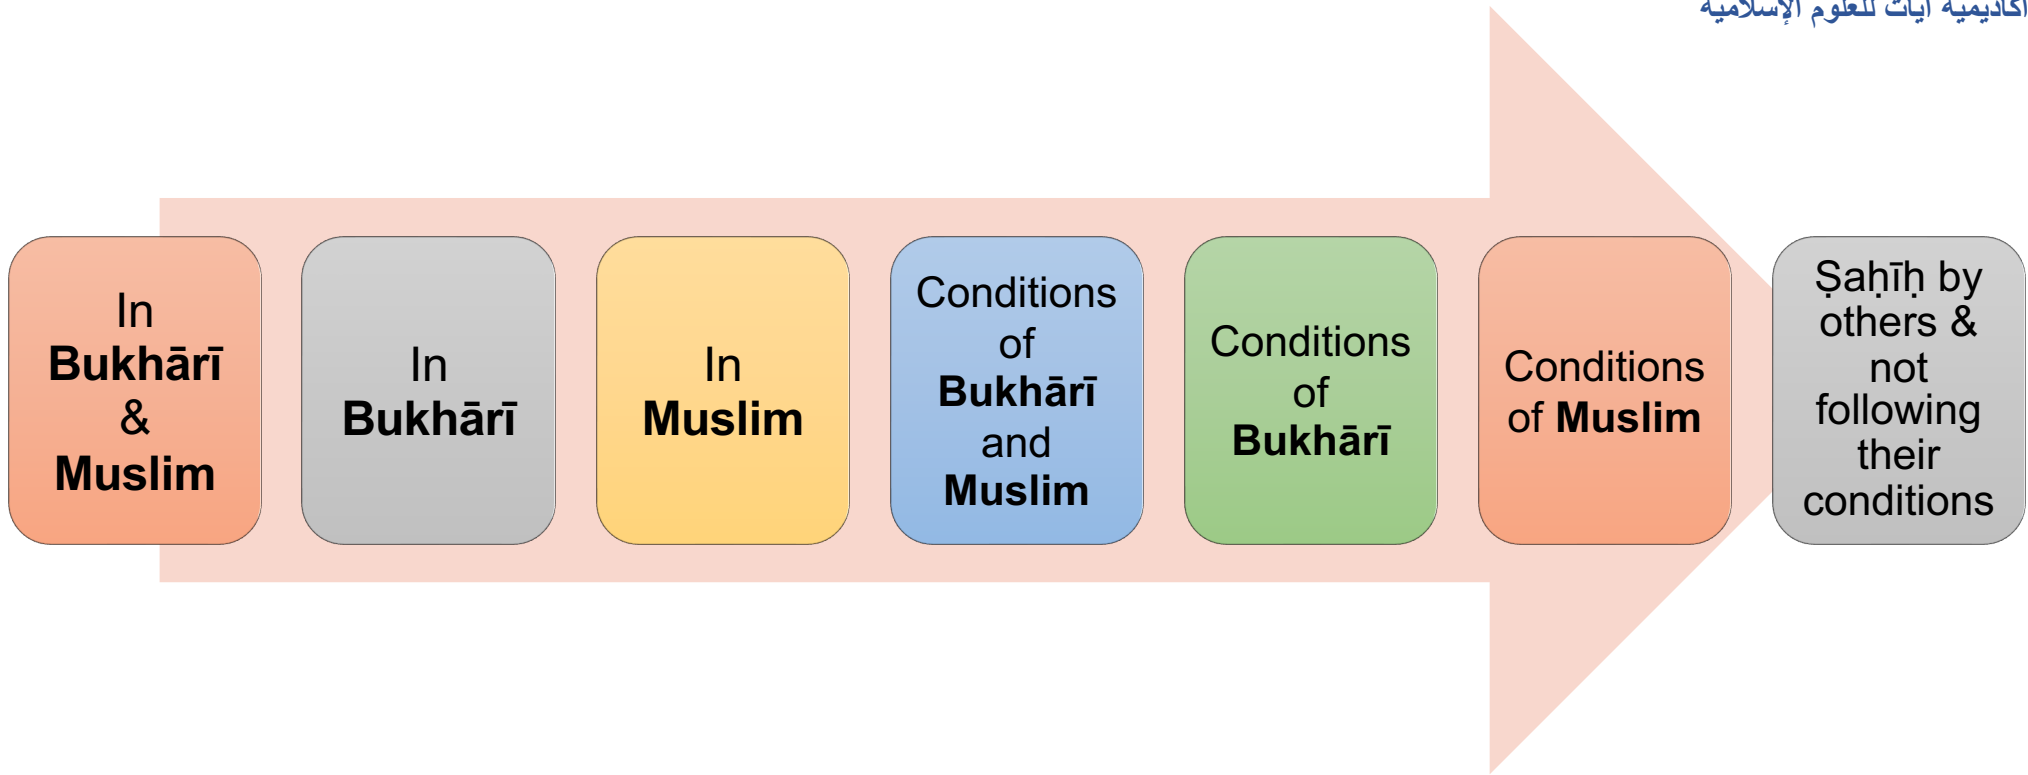 أكاديمية آيات للعلوم الإسلامية
In
Bukhārī
&
Muslim
In
Bukhārī
In
Muslim
Conditions
of
Bukhārī
and
Muslim
Conditions
of
Bukhārī
Conditions
of Muslim
Ṣaḥīḥ by
others &
not
following
their
conditions